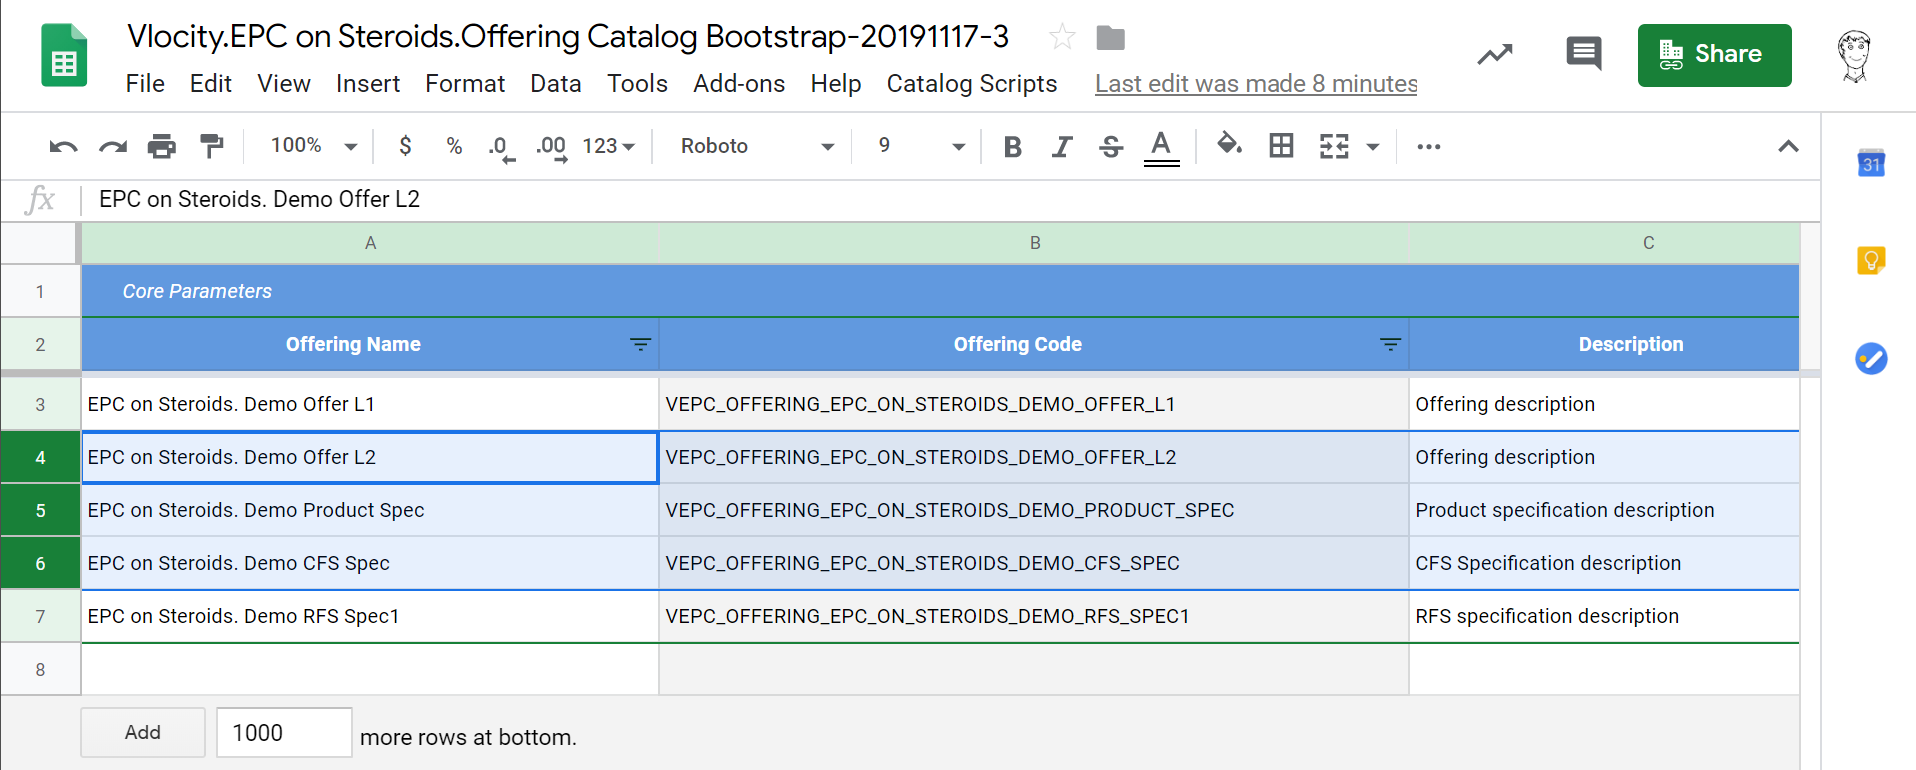 Vlocity.EPC on Steroids.Offering Catalog Bootstrap-20191117-3
File Edit View Insert Format Data Tools Add-ons Help Catalog Scripts Last edit was made 8 minutes
Share
100% $ % .0 .00 123 Roboto 9 B I S A
31
fx EPC on Steroids. Demo Offer L2
A B C
1 Core Parameters
2 Offering Name Offering Code Description
3 EPC on Steroids. Demo Offer L1 VEPC_OFFERING_EPC_ON_STEROIDS_DEMO_OFFER_L1 Offering description
4 EPC on Steroids. Demo Offer L2 VEPC_OFFERING_EPC_ON_STEROIDS_DEMO_OFFER_L2 Offering description
5 EPC on Steroids. Demo Product Spec VEPC_OFFERING_EPC_ON_STEROIDS_DEMO_PRODUCT_SPEC Product specification description
6 EPC on Steroids. Demo CFS Spec VEPC_OFFERING_EPC_ON_STEROIDS_DEMO_CFS_SPEC CFS Specification description
7 EPC on Steroids. Demo RFS Spec1 VEPC_OFFERING_EPC_ON_STEROIDS_DEMO_RFS_SPEC1 RFS specification description
8
Add 1000 more rows at bottom.